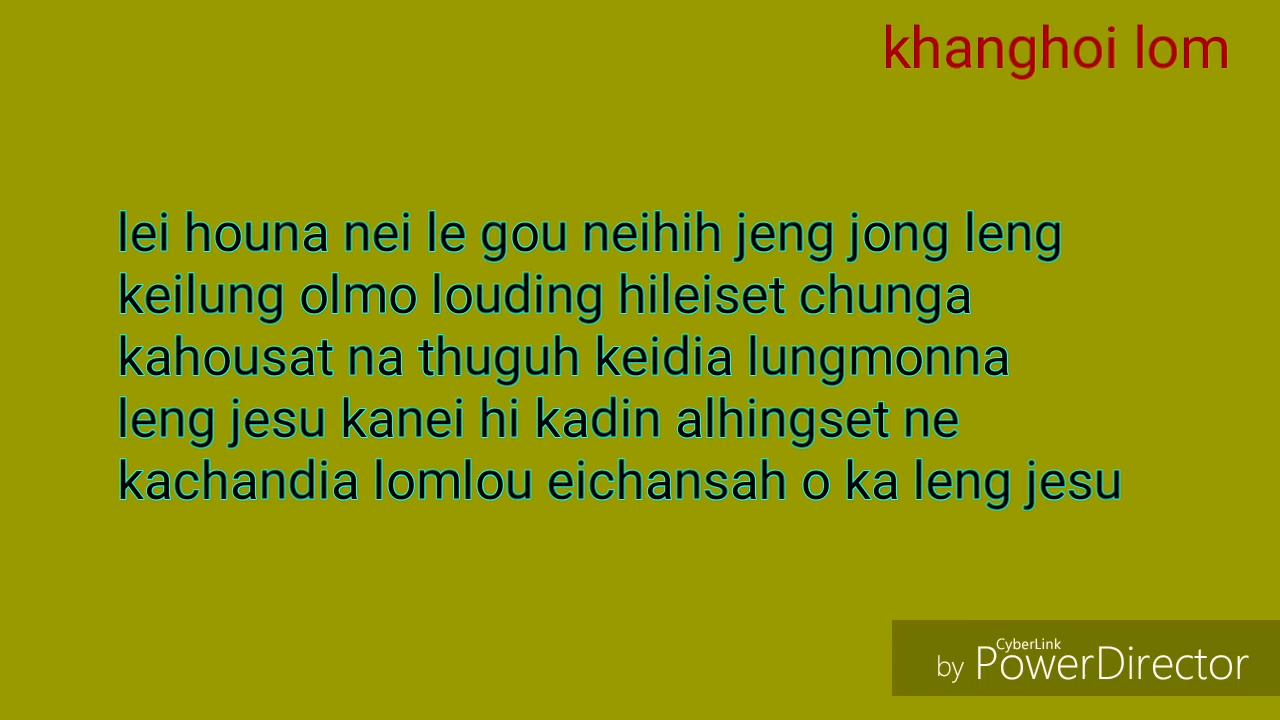 khanghoi lom
lei houna nei le gou neihih jeng jong leng
keilung olmo louding hileiset chunga
kahousat na thuguh keidia lungmonna
leng jesu kanei hi kadin alhingset ne
kachandia lomlou eichansah o ka leng jesu
by CyberLink PowerDirector